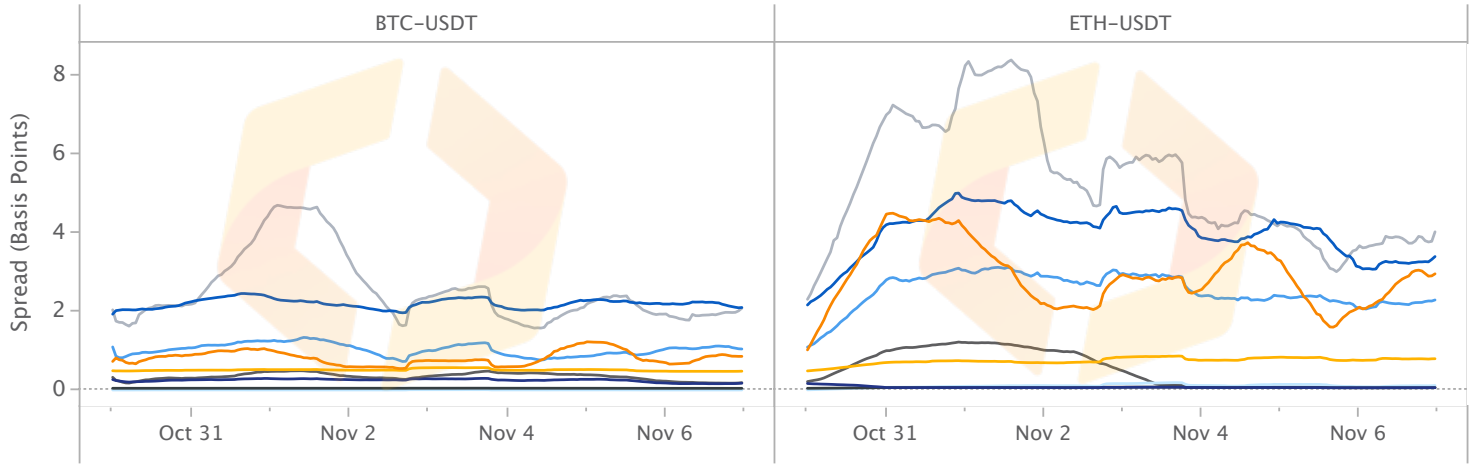 BTC–USDT
ETH–USDT
Spread (Basis Points)
8
6
4
2
0
Oct 31
Nov 2
Nov 4
Nov 6
Oct 31
Nov 2
Nov 4
Nov 6